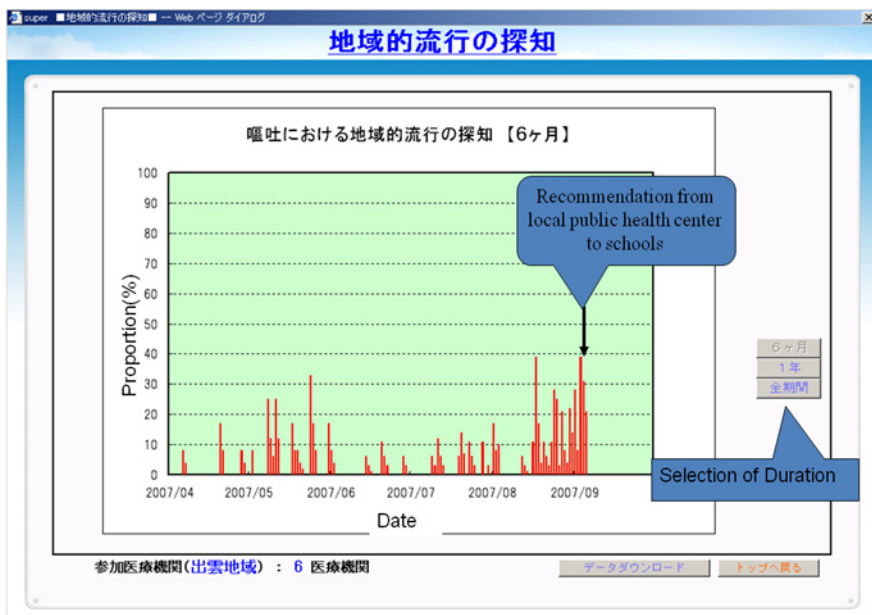 super ■地域的流行の探知■ -- Web ページ ダイアログ
地域的流行の探知
嘔吐における地域的流行の探知 【6ヶ月】
100
90
80
70
60
50
40
30
20
10
0
Proportion(%)
Recommendation from
local public health center
to schools
2007/04 2007/05 2007/06 2007/07 2007/08 2007/09
Date
6ヶ月
1年
全期間
Selection of Duration
参加医療機関(出雲地域) : 6 医療機関
データダウンロード
トップへ戻る